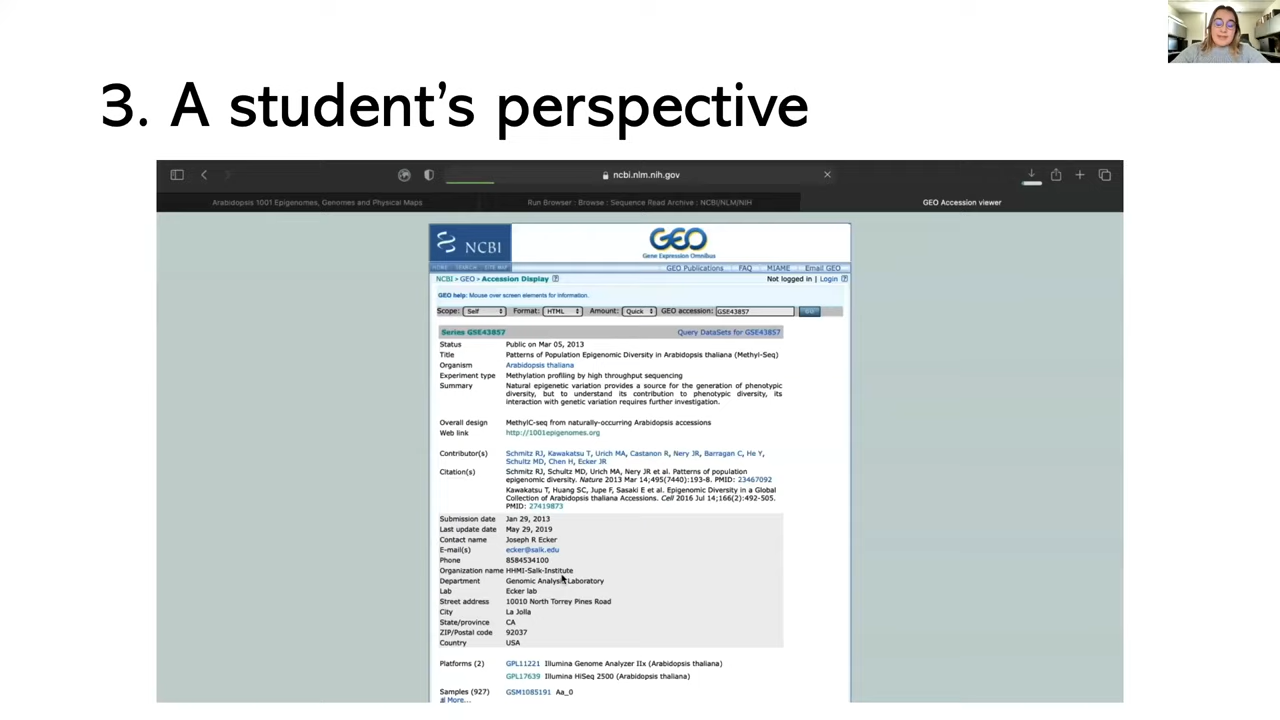 3. A student's perspective
ncbi.nlm.nih.gov
Arabidopsis 1001 Epigenomes, Genomes and Physical Maps
Run Browser : Browse : Sequence Read Archive : NCBI/NLM/NIH
GEO Accession viewer
NCBI
GEO
Gene Expression Omnibus
HOME SEARCH SITE MAP
GEO Publications FAQ MIAME Email GEO
NCBI > GEO > Accession Display ?
Not logged in | Login ?
GEO help: Mouse over screen elements for information.
Scope: Self Format: HTML Amount: Quick GEO accession: GSE43857 GO
Series GSE43857 Query DataSets for GSE43857
Status Public on Mar 05, 2013
Title Patterns of Population Epigenomic Diversity in Arabidopsis thaliana (Methyl-Seq)
Organism Arabidopsis thaliana
Experiment type Methylation profiling by high throughput sequencing
Summary Natural epigenetic variation provides a source for the generation of phenotypic
diversity, but to understand its contribution to phenotypic diversity, its
interaction with genetic variation requires further investigation.
Overall design MethylC-seq from naturally-occurring Arabidopsis accessions
Web link http://1001epigenomes.org
Contributor(s) Schmitz RJ, Kawakatsu T, Urich MA, Castanon R, Nery JR, Barragan C, He Y,
Schultz MD, Chen H, Ecker JR
Citation(s) Schmitz RJ, Schultz MD, Urich MA, Nery JR et al. Patterns of population
epigenomic diversity. Nature 2013 Mar 14;495(7440):193-8. PMID: 23467092
Kawakatsu T, Huang SC, Jupe F, Sasaki E et al. Epigenomic Diversity in a Global
Collection of Arabidopsis thaliana Accessions. Cell 2016 Jul 14;166(2):492-505.
PMID: 27419873
Submission date Jan 29, 2013
Last update date May 29, 2019
Contact name Joseph R Ecker
E-mail(s) ecker@salk.edu
Phone 8584534100
Organization name HHMI-Salk-Institute
Department Genomic Analysis Laboratory
Lab Ecker lab
Street address 10010 North Torrey Pines Road
City La Jolla
State/province CA
ZIP/Postal code 92037
Country USA
Platforms (2) GPL11221 Illumina Genome Analyzer IIx (Arabidopsis thaliana)
GPL17639 Illumina HiSeq 2500 (Arabidopsis thaliana)
Samples (927) GSM1085191 Aa_0
More...